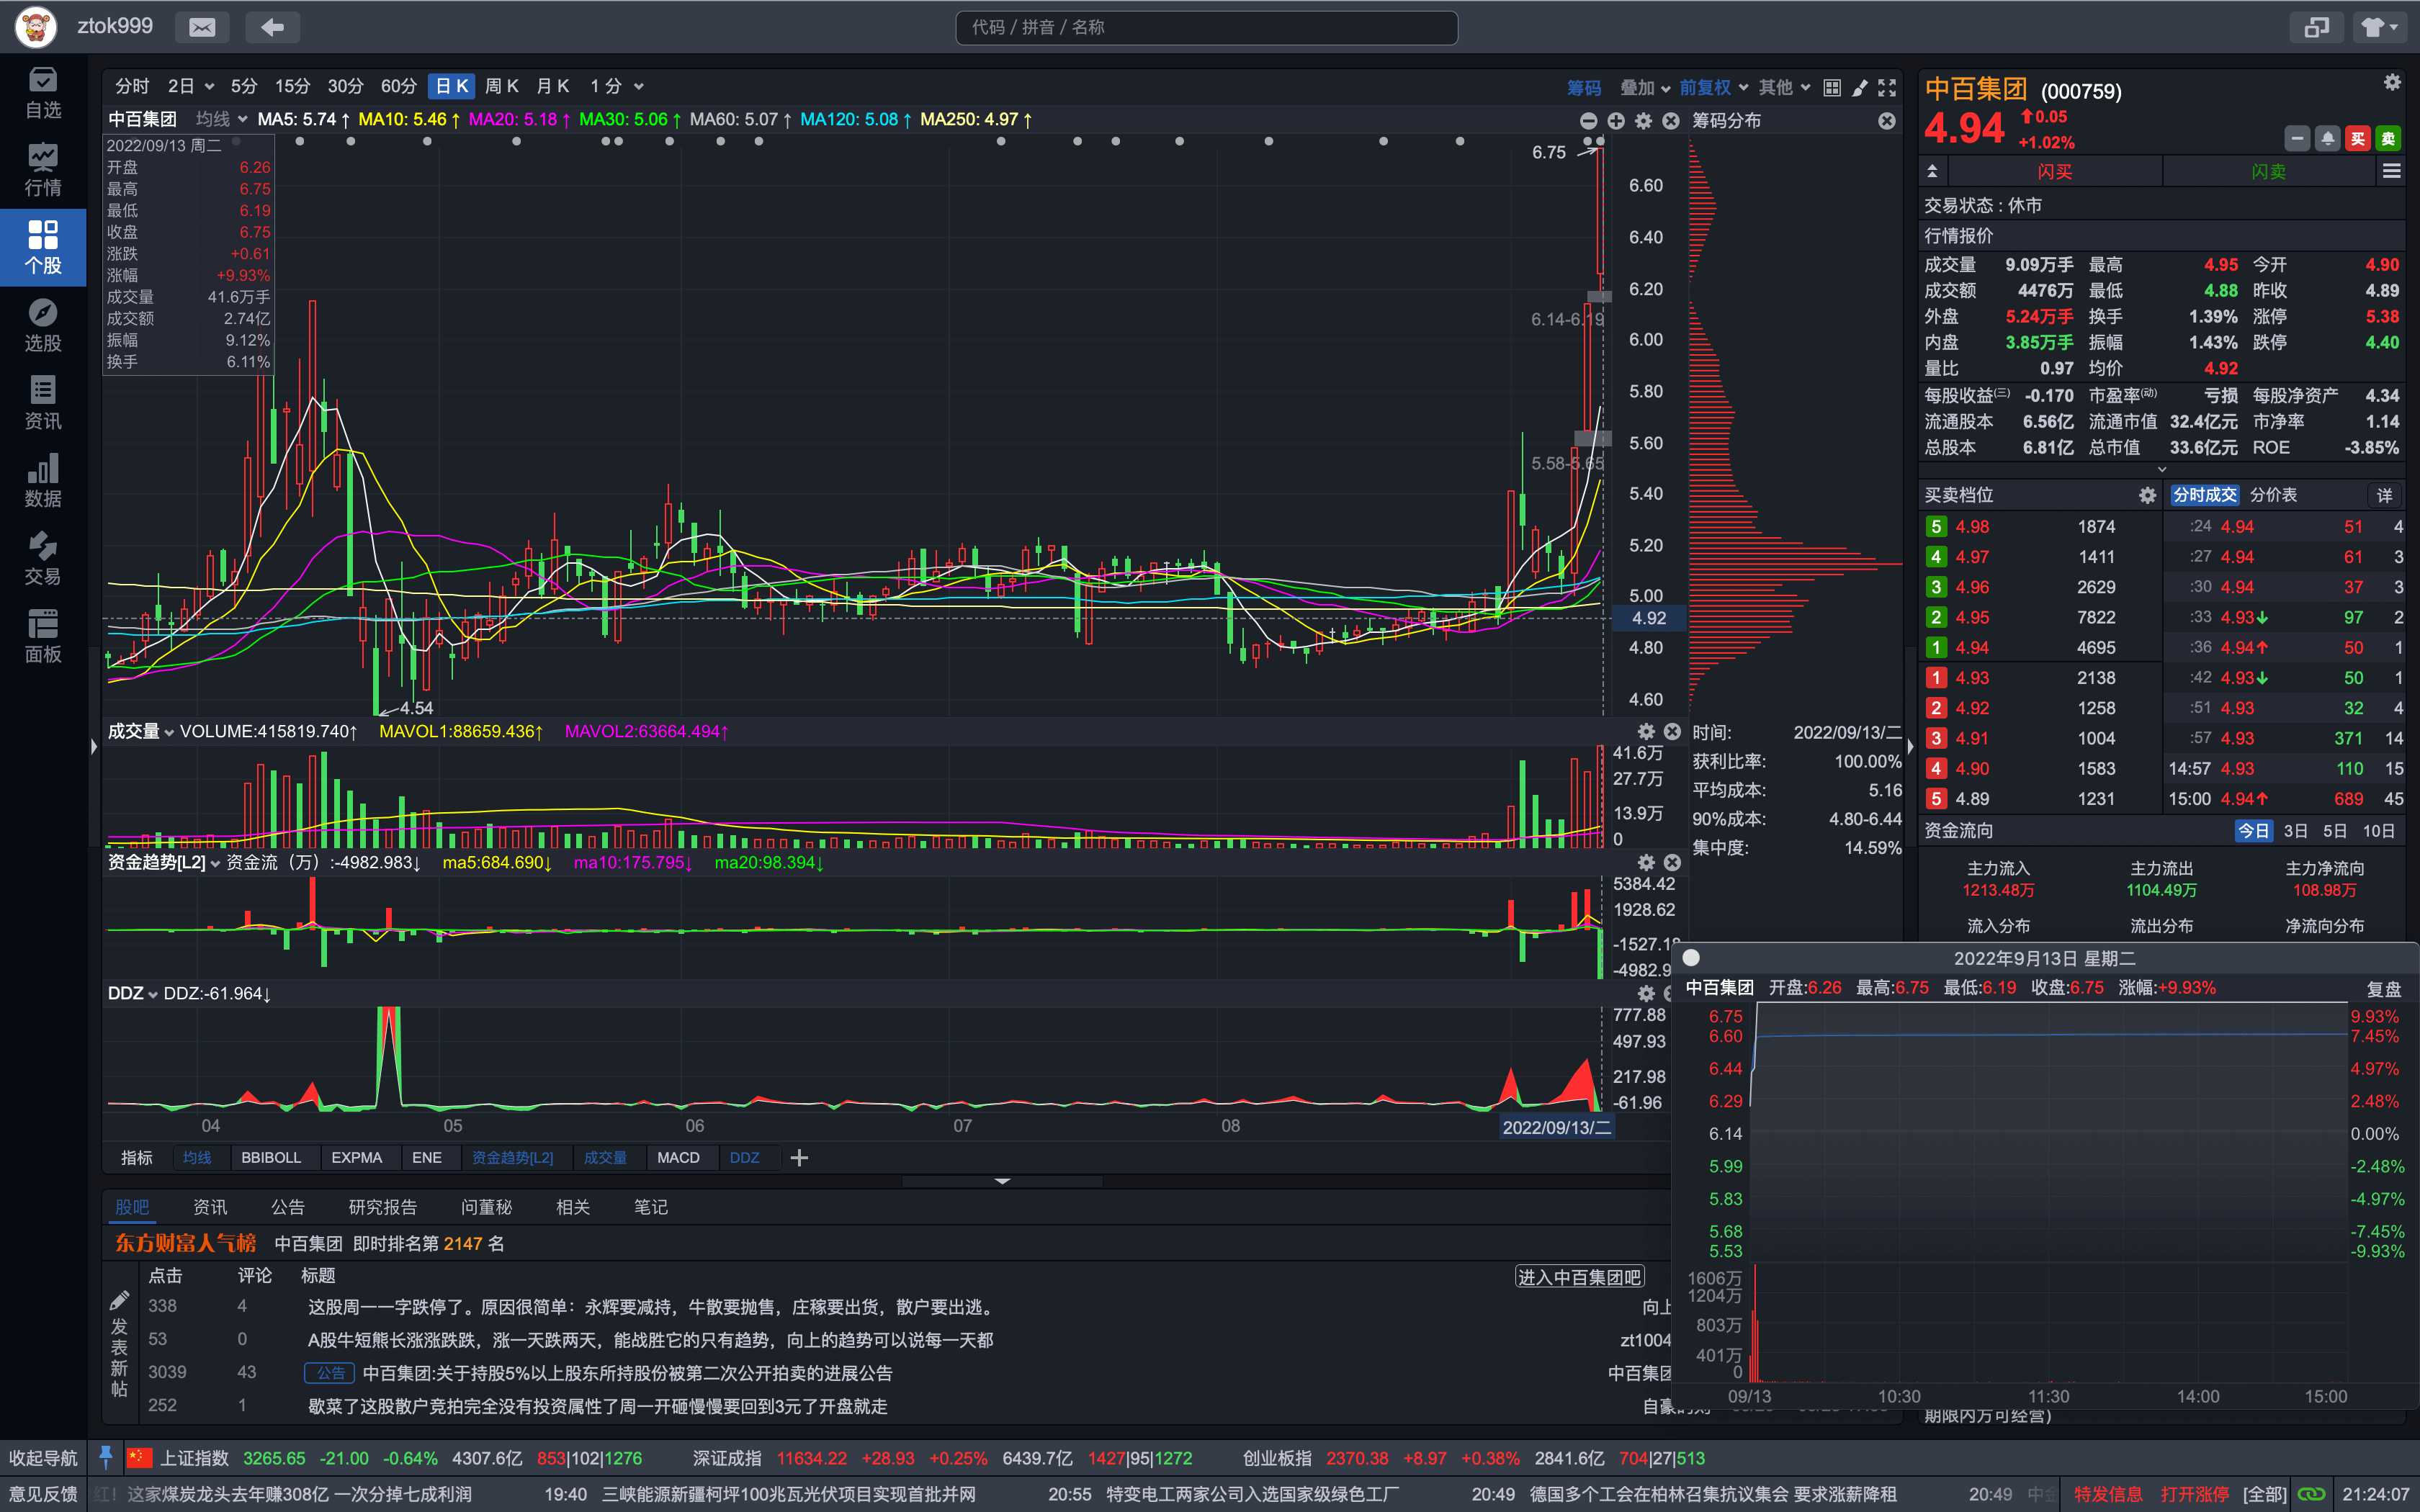 ztok999
代码 / 拼音 / 名称
自选
行情
个股
选股
资讯
数据
交易
面板
分时 2日 5分 15分 30分 60分 日K 周K 月K 1分
筹码 叠加 前复权 其他
中百集团 均线 MA5: 5.74↑ MA10: 5.46↑ MA20: 5.18↑ MA30: 5.06↑ MA60: 5.07↑ MA120: 5.08↑ MA250: 4.97↑
筹码分布
2022/09/13 周二
开盘 6.26
最高 6.75
最低 6.19
收盘 6.75
涨跌 +0.61
涨幅 +9.93%
成交量 41.6万手
成交额 2.74亿
振幅 9.12%
换手 6.11%
6.75
6.14-6.19
5.58-5.65
4.54
6.60
6.40
6.20
6.00
5.80
5.60
5.40
5.20
5.00
4.92
4.80
4.60
成交量 VOLUME:415819.740↑ MAVOL1:88659.436↑ MAVOL2:63664.494↑
41.6万
27.7万
13.9万
0
资金趋势[L2] 资金流（万）:-4982.983↓ ma5:684.690↓ ma10:175.795↓ ma20:98.394↓
5384.42
1928.62
-1527.18
-4982.9
DDZ DDZ:-61.964↓
777.88
497.93
217.98
-61.96
04 05 06 07 08 2022/09/13/二
时间: 2022/09/13/二
获利比率: 100.00%
平均成本: 5.16
90%成本: 4.80-6.44
集中度: 14.59%
指标 均线 BBIBOLL EXPMA ENE 资金趋势[L2] 成交量 MACD DDZ
股吧 资讯 公告 研究报告 问董秘 相关 笔记
东方财富人气榜 中百集团 即时排名第 2147 名
点击 评论 标题 进入中百集团吧
发表新帖
338 4 这股周一一字跌停了。原因很简单：永辉要减持，牛散要抛售，庄稼要出货，散户要出逃。 向上
53 0 A股牛短熊长涨涨跌跌，涨一天跌两天，能战胜它的只有趋势，向上的趋势可以说每一天都 zt1004
3039 43 公告 中百集团:关于持股5%以上股东所持股份被第二次公开拍卖的进展公告 中百集团
252 1 歇菜了这股散户竞拍完全没有投资属性了周一开砸慢慢要回到3元了开盘就走 自豪
中百集团 (000759)
4.94 0.05
+1.02%
买 卖
闪买 闪卖
交易状态 : 休市
行情报价
成交量 9.09万手 最高 4.95 今开 4.90
成交额 4476万 最低 4.88 昨收 4.89
外盘 5.24万手 换手 1.39% 涨停 5.38
内盘 3.85万手 振幅 1.43% 跌停 4.40
量比 0.97 均价 4.92
每股收益(三) -0.170 市盈率(动) 亏损 每股净资产 4.34
流通股本 6.56亿 流通市值 32.4亿元 市净率 1.14
总股本 6.81亿 总市值 33.6亿元 ROE -3.85%
买卖档位 分时成交 分价表 详
5 4.98 1874 :24 4.94 51 4
4 4.97 1411 :27 4.94 61 3
3 4.96 2629 :30 4.94 37 3
2 4.95 7822 :33 4.93↓ 97 2
1 4.94 4695 :36 4.94↑ 50 1
1 4.93 2138 :42 4.93↓ 50 1
2 4.92 1258 :51 4.93 32 4
3 4.91 1004 :57 4.93 371 14
4 4.90 1583 14:57 4.93 110 15
5 4.89 1231 15:00 4.94↑ 689 45
资金流向 今日 3日 5日 10日
主力流入 主力流出 主力净流向
1213.48万 1104.49万 108.98万
流入分布 流出分布 净流向分布
2022年9月13日 星期二
中百集团 开盘:6.26 最高:6.75 最低:6.19 收盘:6.75 涨幅:+9.93% 复盘
6.75 9.93%
6.60 7.45%
6.44 4.97%
6.29 2.48%
6.14 0.00%
5.99 -2.48%
5.83 -4.97%
5.68 -7.45%
5.53 -9.93%
1606万
1204万
803万
401万
0
09/13 10:30 11:30 14:00 15:00
期限内方可经营)
收起导航 上证指数 3265.65 -21.00 -0.64% 4307.6亿 853|102|1276 深证成指 11634.22 +28.93 +0.25% 6439.7亿 1427|95|1272 创业板指 2370.38 +8.97 +0.38% 2841.6亿 704|27|513
意见反馈 红！这家煤炭龙头去年赚308亿 一次分掉七成利润 19:40 三峡能源新疆柯坪100兆瓦光伏项目实现首批并网 20:55 特变电工两家公司入选国家级绿色工厂 20:49 德国多个工会在柏林召集抗议集会 要求涨薪降租 20:49 中金 特发信息 打开涨停 [全部] 21:24:07